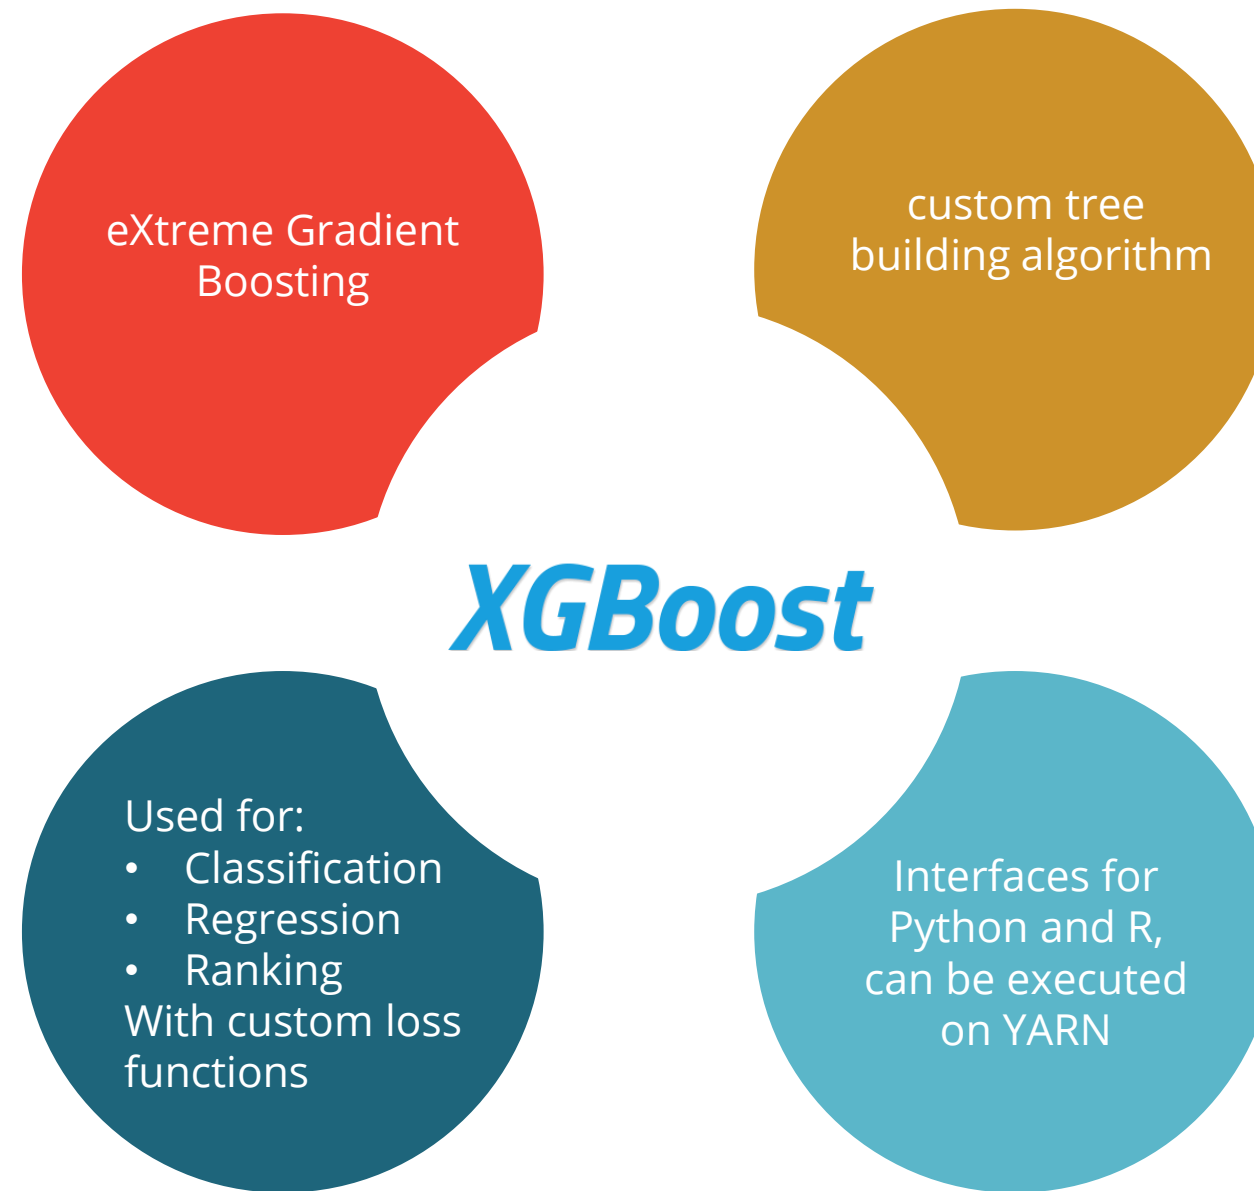 eXtreme Gradient
Boosting
custom tree
building algorithm
XGBoost
Used for:
• Classification
• Regression
• Ranking
With custom loss
functions
Interfaces for
Python and R,
can be executed
on YARN